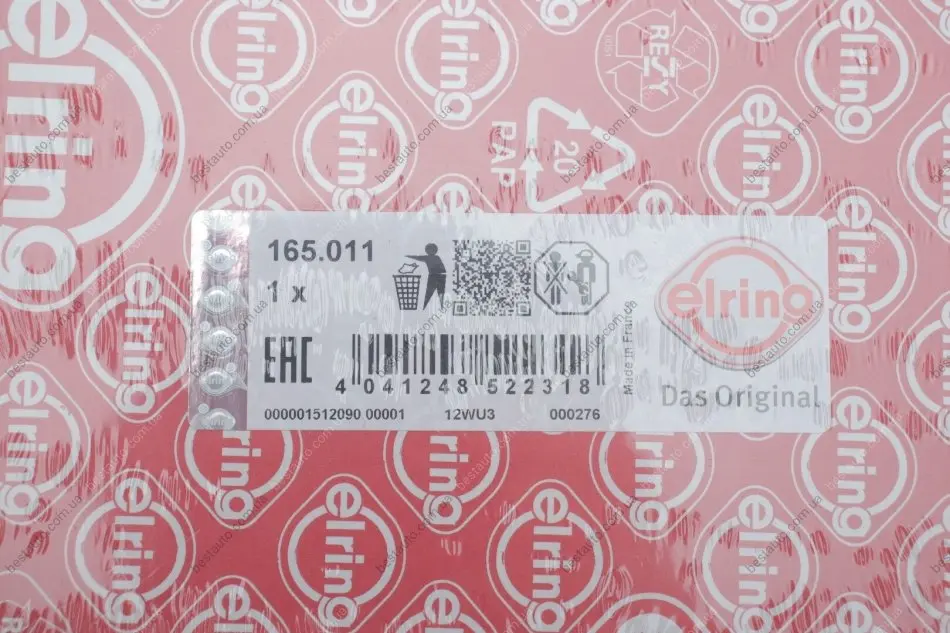 165.011
1 x
EAC
4 041248 522318
000001512090 00001 12WU3 000276
Made in France
elring
Das Original
elring
RESY
20
PAP
bestauto.com.ua